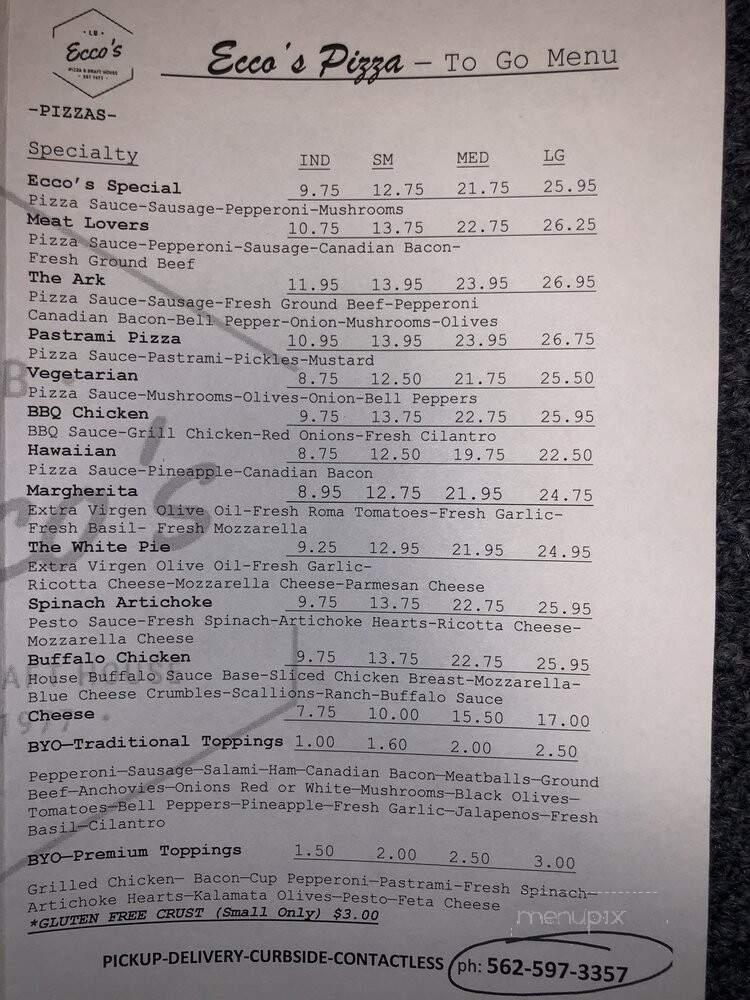 LB
Ecco's
PIZZA & DRAFT HOUSE
EST 1977
Ecco's Pizza – To Go Menu
-PIZZAS-
Specialty IND SM MED LG
Ecco's Special 9.75 12.75 21.75 25.95
Pizza Sauce-Sausage-Pepperoni-Mushrooms
Meat Lovers 10.75 13.75 22.75 26.25
Pizza Sauce-Pepperoni-Sausage-Canadian Bacon-
Fresh Ground Beef
The Ark 11.95 13.95 23.95 26.95
Pizza Sauce-Sausage-Fresh Ground Beef-Pepperoni
Canadian Bacon-Bell Pepper-Onion-Mushrooms-Olives
Pastrami Pizza 10.95 13.95 23.95 26.75
Pizza Sauce-Pastrami-Pickles-Mustard
Vegetarian 8.75 12.50 21.75 25.50
Pizza Sauce-Mushrooms-Olives-Onion-Bell Peppers
BBQ Chicken 9.75 13.75 22.75 25.95
BBQ Sauce-Grill Chicken-Red Onions-Fresh Cilantro
Hawaiian 8.75 12.50 19.75 22.50
Pizza Sauce-Pineapple-Canadian Bacon
Margherita 8.95 12.75 21.95 24.75
Extra Virgen Olive Oil-Fresh Roma Tomatoes-Fresh Garlic-
Fresh Basil- Fresh Mozzarella
The White Pie 9.25 12.95 21.95 24.95
Extra Virgen Olive Oil-Fresh Garlic-
Ricotta Cheese-Mozzarella Cheese-Parmesan Cheese
Spinach Artichoke 9.75 13.75 22.75 25.95
Pesto Sauce-Fresh Spinach-Artichoke Hearts-Ricotta Cheese-
Mozzarella Cheese
Buffalo Chicken 9.75 13.75 22.75 25.95
House Buffalo Sauce Base-Sliced Chicken Breast-Mozzarella-
Blue Cheese Crumbles-Scallions-Ranch-Buffalo Sauce
Cheese 7.75 10.00 15.50 17.00
BYO—Traditional Toppings 1.00 1.60 2.00 2.50
Pepperoni—Sausage—Salami—Ham—Canadian Bacon—Meatballs—Ground
Beef—Anchovies—Onions Red or White—Mushrooms—Black Olives—
Tomatoes—Bell Peppers—Pineapple—Fresh Garlic—Jalapenos—Fresh
Basil—Cilantro
BYO—Premium Toppings 1.50 2.00 2.50 3.00
Grilled Chicken— Bacon—Cup Pepperoni—Pastrami—Fresh Spinach—
Artichoke Hearts—Kalamata Olives—Pesto—Feta Cheese
*GLUTEN FREE CRUST (Small Only) $3.00
menupix
PICKUP-DELIVERY-CURBSIDE-CONTACTLESS ph: 562-597-3357